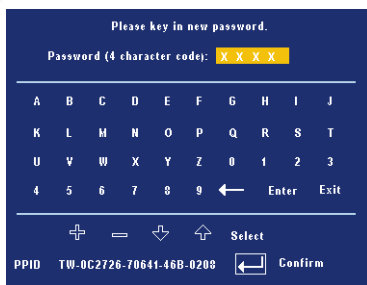 Please key in new password.
Password (4 character code): X X X X
A B C D E F G H I J
K L M N O P Q R S T
U V W X Y Z 0 1 2 3
4 5 6 7 8 9 ← Enter Exit
Select
PPID TW-0C2726-70641-46B-0208 Confirm